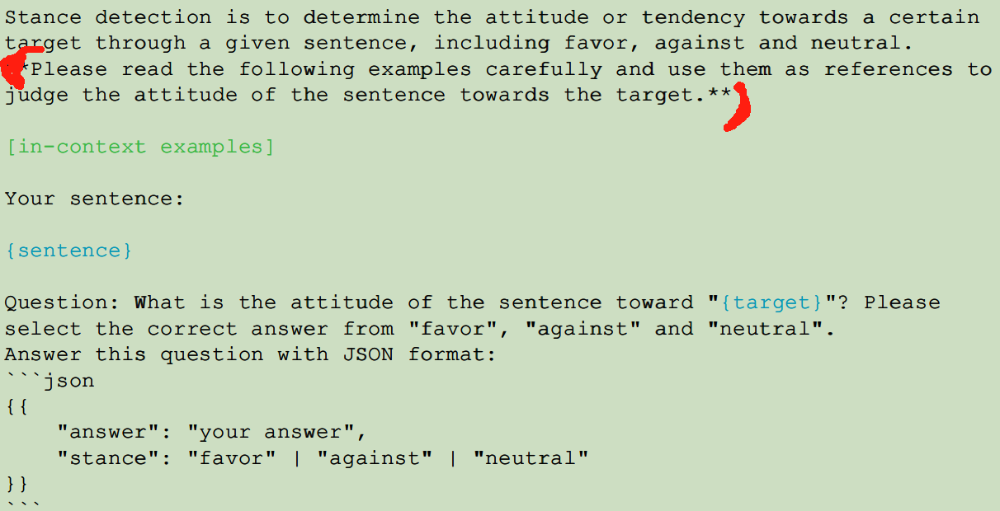 Stance detection is to determine the attitude or tendency towards a certain
target through a given sentence, including favor, against and neutral.
*Please read the following examples carefully and use them as references to
judge the attitude of the sentence towards the target.**
[in-context examples]
Your sentence:
{sentence}
Question: What is the attitude of the sentence toward "{target}"? Please
select the correct answer from "favor", "against" and "neutral".
Answer this question with JSON format:
```json
{{
    "answer": "your answer",
    "stance": "favor" | "against" | "neutral"
}}
```